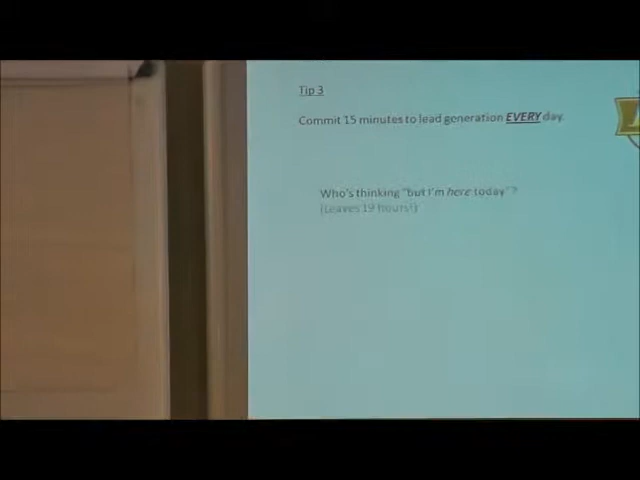 Tip 3
Commit 15 minutes to lead generation EVERY day.
Who's thinking "but I'm here today"?
(Leaves 19 hours!)